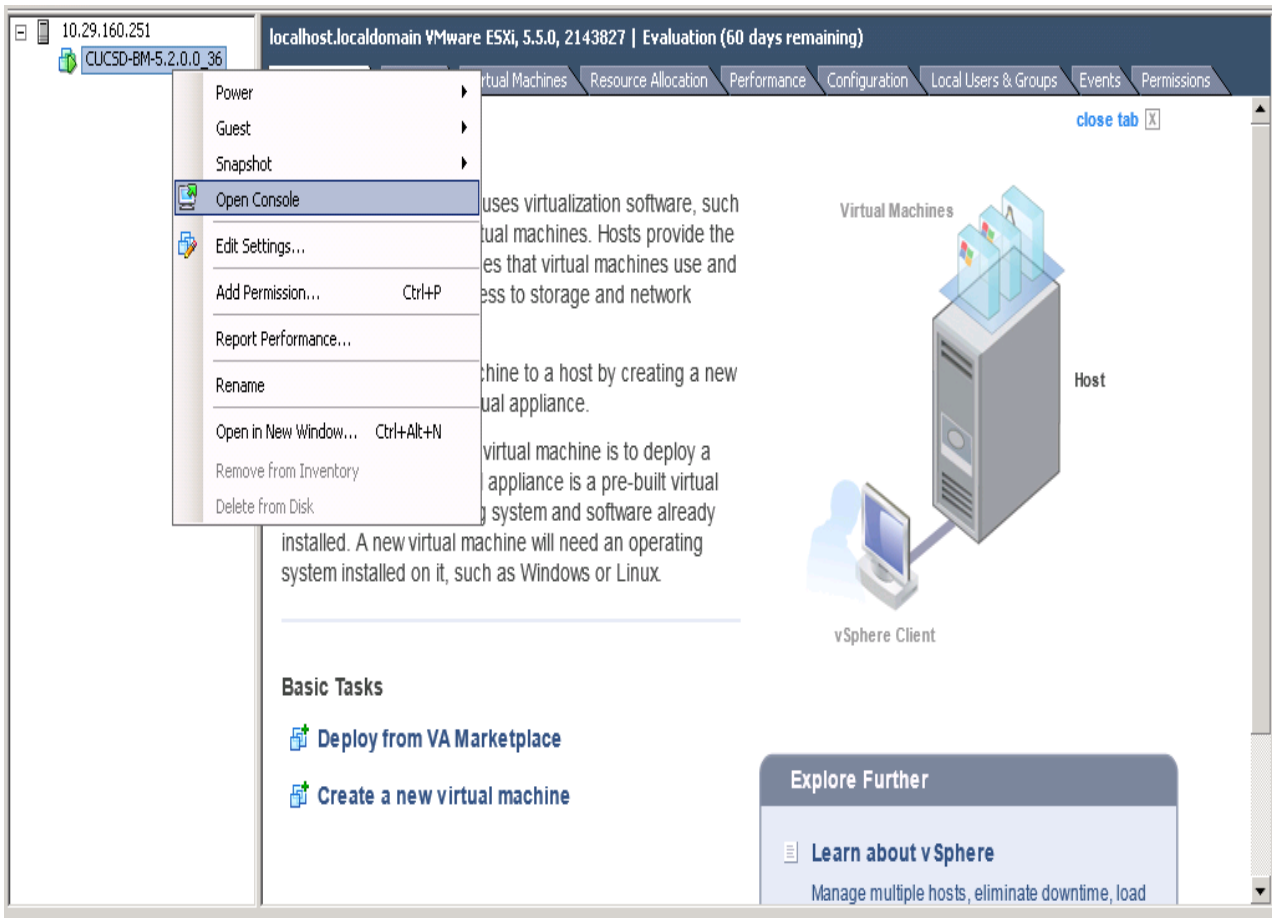 10.29.160.251
CUCSD-BM-5.2.0.0_36
localhost.localdomain VMware ESXi, 5.5.0, 2143827 | Evaluation (60 days remaining)
Machines
Resource Allocation
Performance
Configuration
Local Users & Groups
Events
Permissions
close tab X
Power
Guest
Snapshot
Open Console
Edit Settings...
Add Permission... Ctrl+P
Report Performance...
Rename
Open in New Window... Ctrl+Alt+N
Remove from Inventory
Delete from Disk
uses virtualization software, such
machines. Hosts provide the
that virtual machines use and
to storage and network
to a host by creating a new
appliance.
virtual machine is to deploy a
appliance is a pre-built virtual
system and software already
installed. A new virtual machine will need an operating
system installed on it, such as Windows or Linux.
Virtual Machines
Host
vSphere Client
Basic Tasks
Deploy from VA Marketplace
Create a new virtual machine
Explore Further
Learn about vSphere
Manage multiple hosts, eliminate downtime, load